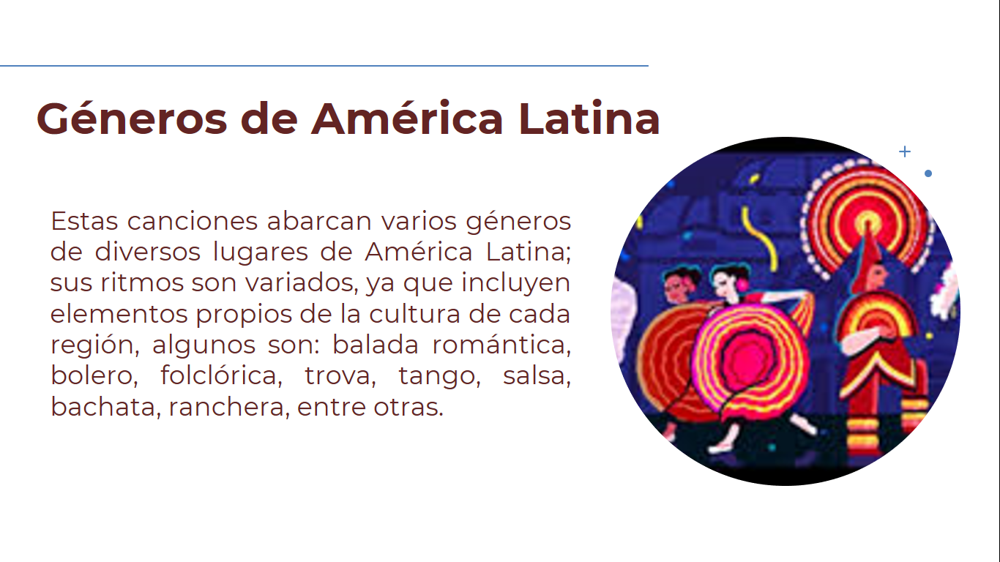 Géneros de América Latina
Estas canciones abarcan varios géneros
de diversos lugares de América Latina;
sus ritmos son variados, ya que incluyen
elementos propios de la cultura de cada
región, algunos son: balada romántica,
bolero, folclórica, trova, tango, salsa,
bachata, ranchera, entre otras.